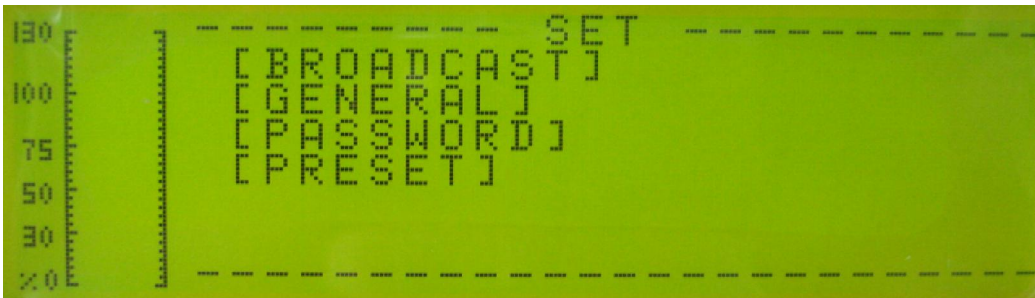 130
--------- SET ----------
[BROADCAST]
100
[GENERAL]
[PASSWORD]
75
[PRESET]
50
30
%0
------------------------